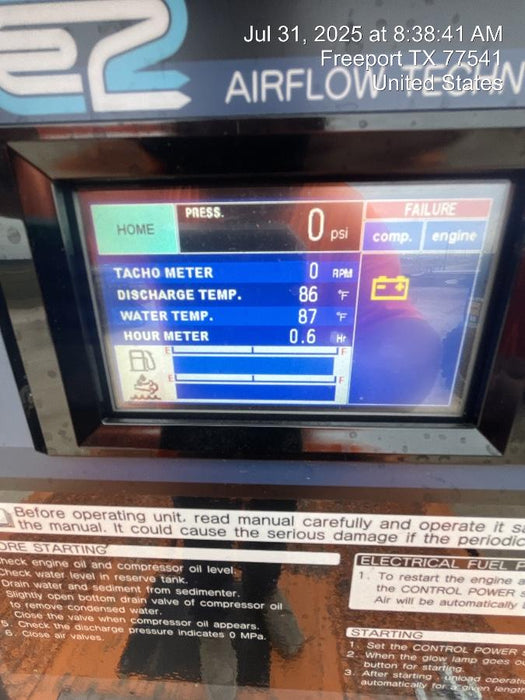 Jul 31, 2025 at 8:38:41 AM
Freeport TX 77541
United States
e2
AIRFLOW TECHN
HOME
PRESS.
0 psi
FAILURE
comp. engine
TACHO METER 0 RPM
DISCHARGE TEMP. 86 °F
WATER TEMP. 87 °F
HOUR METER 0.6 Hr
E F
E F
Before operating unit, read manual carefully and operate it
the manual. It could cause the serious damage if the periodic
ORE STARTING
heck engine oil and compressor oil level.
Check water level in reserve tank.
Drain water and sediment from sedimenter.
Slightly open bottom drain valve of compressor oil
to remove condensed water.
Close the valve when compressor oil appears.
5. Check the discharge pressure indicates 0 MPa.
6. Close air valves.
ELECTRICAL FUEL
1. To restart the engine
the CONTROL POWER
Air will be automatically
STARTING
1. Set the CONTROL POWER
2. When the glow lamp goes
button for starting.
3. After starting, unload
automatically for a given